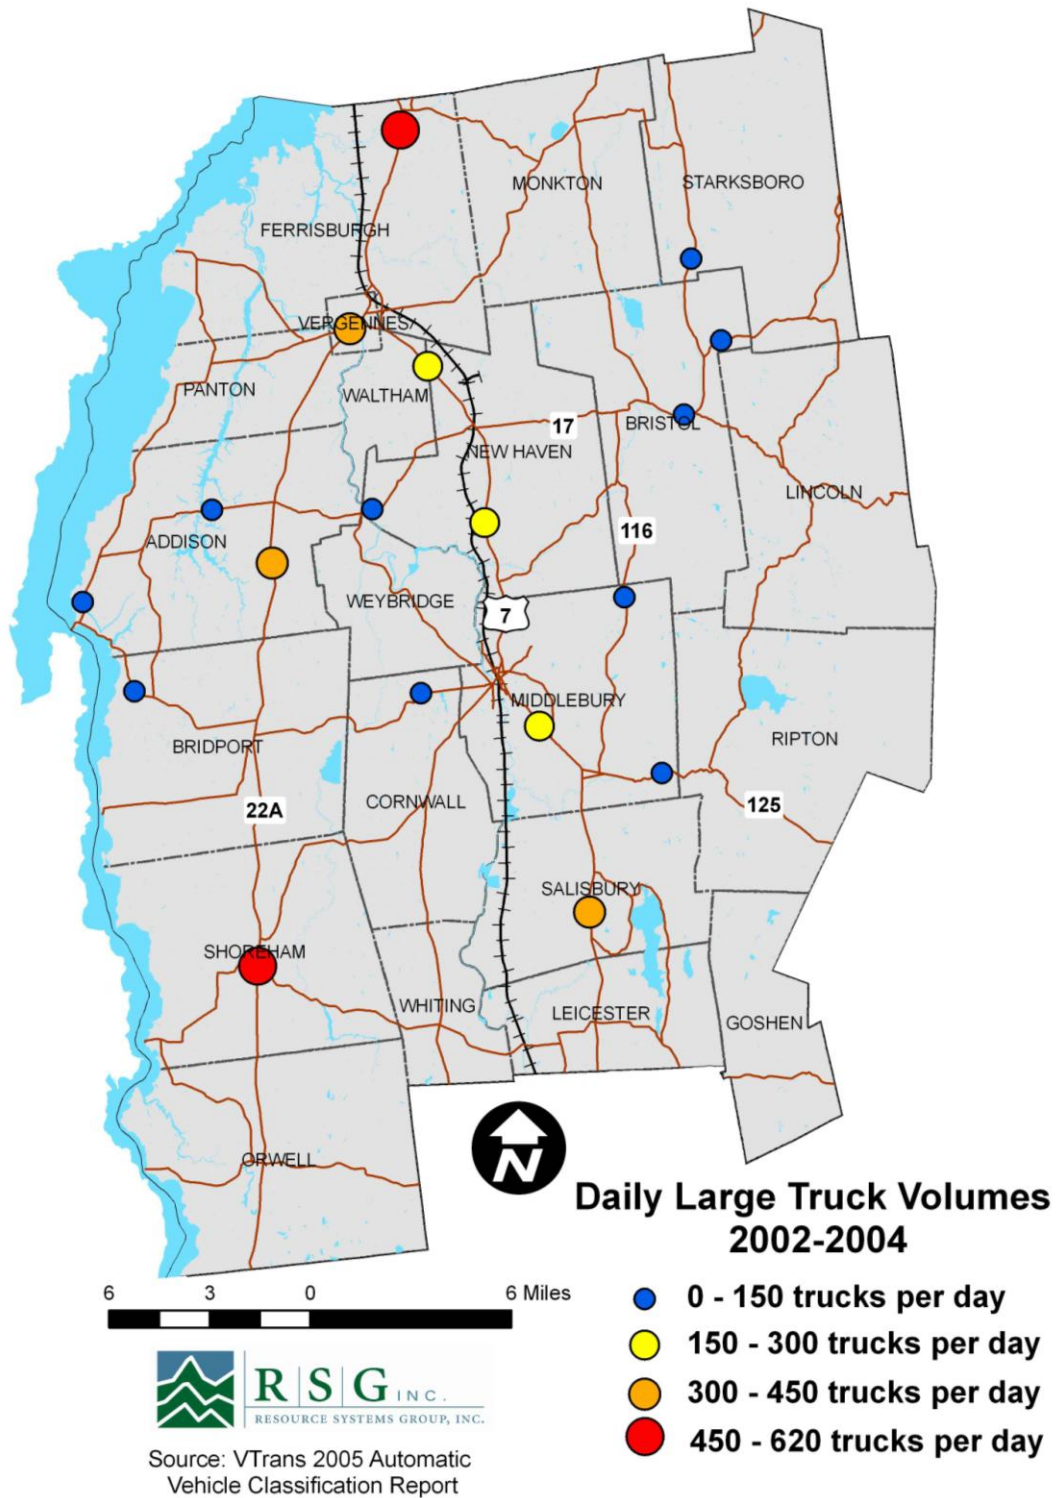 MONKTON
STARKSBORO
FERRISBURGH
VERGENNES
PANTON
WALTHAM
17
BRISTOL
NEW HAVEN
LINCOLN
116
ADDISON
WEYBRIDGE
7
MIDDLEBURY
RIPTON
BRIDPORT
CORNWALL
22A
125
SALISBURY
SHOREHAM
WHITING
LEICESTER
GOSHEN
N
ORWELL
Daily Large Truck Volumes
2002-2004
6 3 0 6 Miles
0 - 150 trucks per day
150 - 300 trucks per day
300 - 450 trucks per day
450 - 620 trucks per day
RSG INC.
RESOURCE SYSTEMS GROUP, INC.
Source: VTrans 2005 Automatic
Vehicle Classification Report